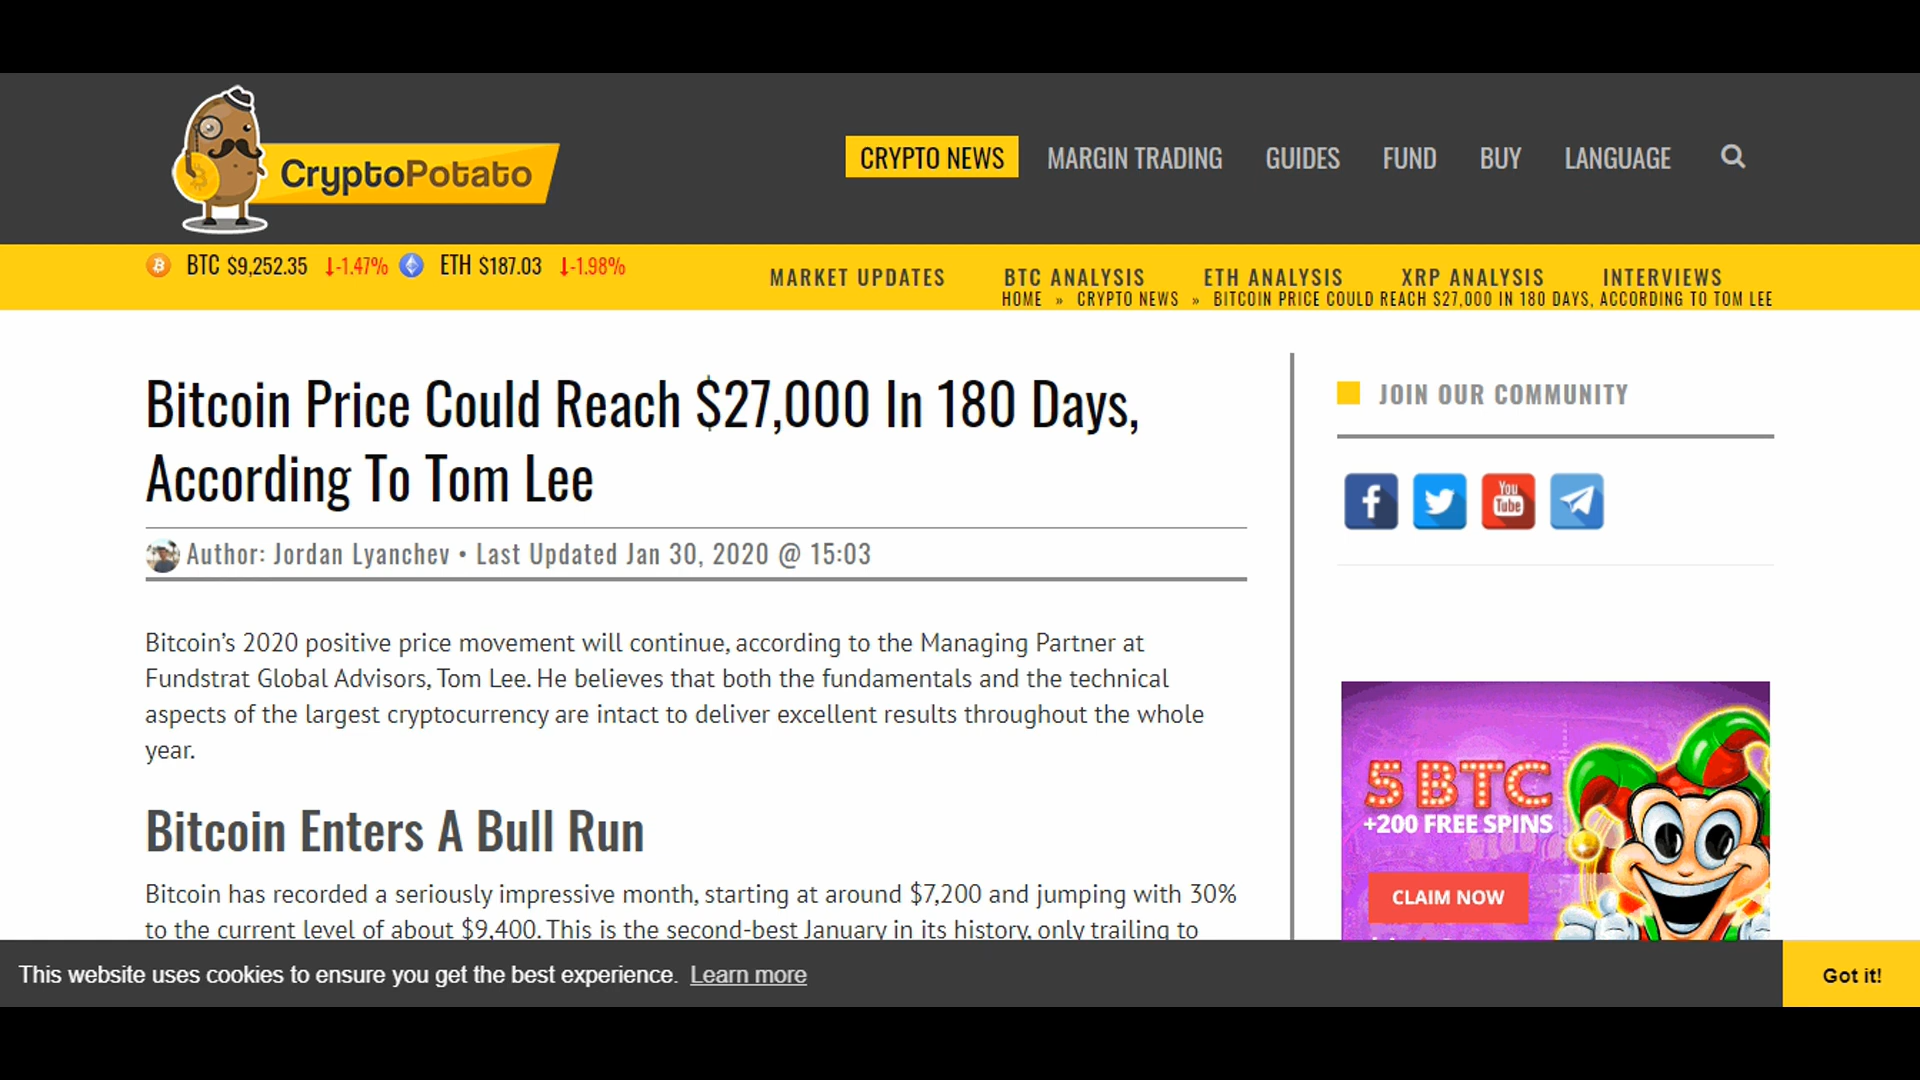 CryptoPotato
CRYPTO NEWS MARGIN TRADING GUIDES FUND BUY LANGUAGE
BTC $9,252.35 ↓-1.47% ETH $187.03 ↓-1.98%
MARKET UPDATES BTC ANALYSIS ETH ANALYSIS XRP ANALYSIS INTERVIEWS
HOME » CRYPTO NEWS » BITCOIN PRICE COULD REACH $27,000 IN 180 DAYS, ACCORDING TO TOM LEE
Bitcoin Price Could Reach $27,000 In 180 Days,
According To Tom Lee
Author: Jordan Lyanchev • Last Updated Jan 30, 2020 @ 15:03
Bitcoin’s 2020 positive price movement will continue, according to the Managing Partner at
Fundstrat Global Advisors, Tom Lee. He believes that both the fundamentals and the technical
aspects of the largest cryptocurrency are intact to deliver excellent results throughout the whole
year.
Bitcoin Enters A Bull Run
Bitcoin has recorded a seriously impressive month, starting at around $7,200 and jumping with 30%
to the current level of about $9,400. This is the second-best January in its history, only trailing to
JOIN OUR COMMUNITY
You
Tube
5 BTC
+200 FREE SPINS
CLAIM NOW
This website uses cookies to ensure you get the best experience. Learn more
Got it!